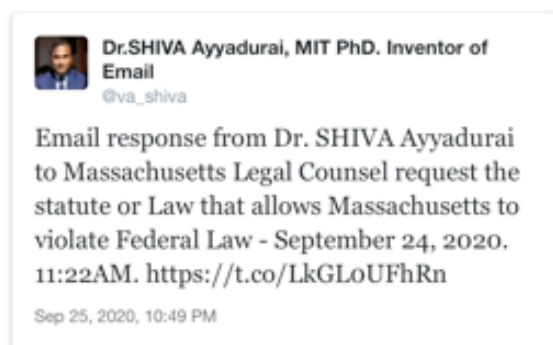 Dr.SHIVA Ayyadurai, MIT PhD. Inventor of
Email
@va_shiva
Email response from Dr. SHIVA Ayyadurai
to Massachusetts Legal Counsel request the
statute or Law that allows Massachusetts to
violate Federal Law - September 24, 2020.
11:22AM. https://t.co/LkGLoUFhRn
Sep 25, 2020, 10:49 PM